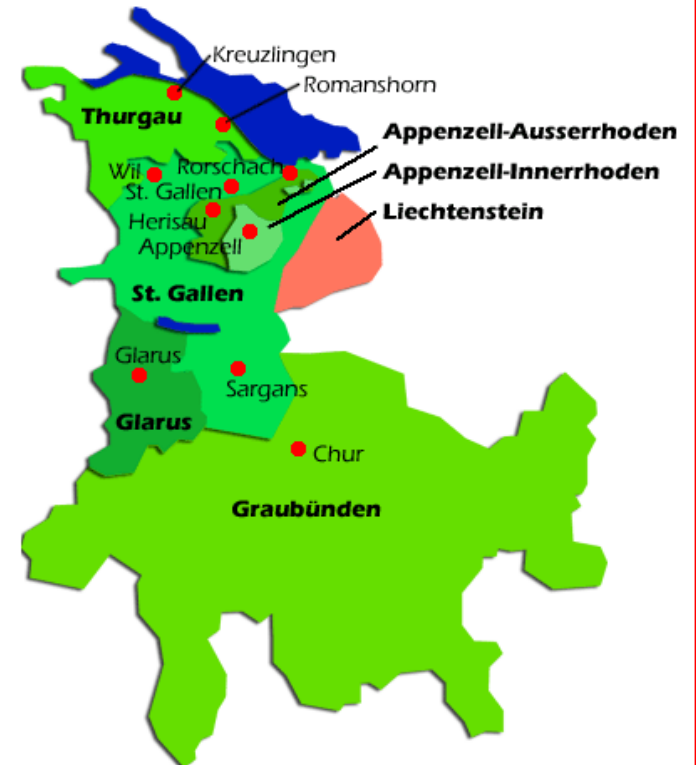 Kreuzlingen
Romanshorn
Thurgau
Appenzell-Ausserrhoden
Wil
Rorschach
Appenzell-Innerrhoden
St. Gallen
Liechtenstein
Herisau
Appenzell
St. Gallen
Glarus
Sargans
Glarus
Chur
Graubünden